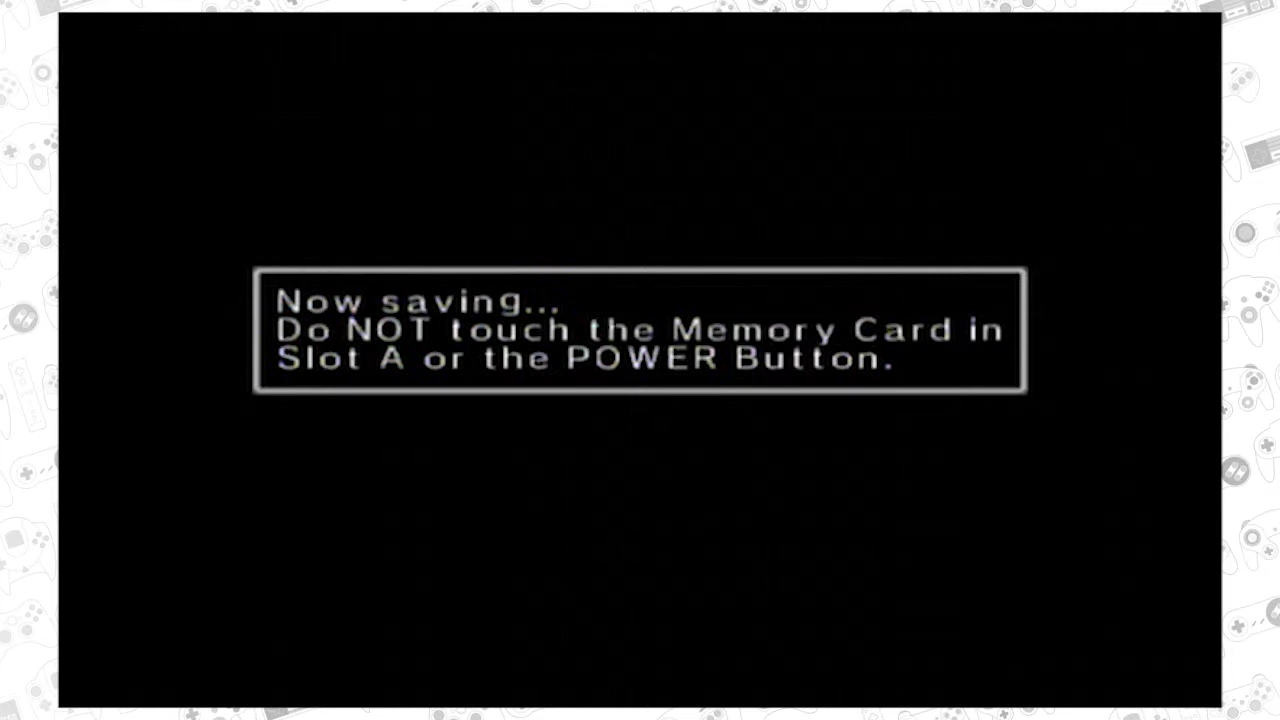 Now saving...
Do NOT touch the Memory Card in
Slot A or the POWER Button.